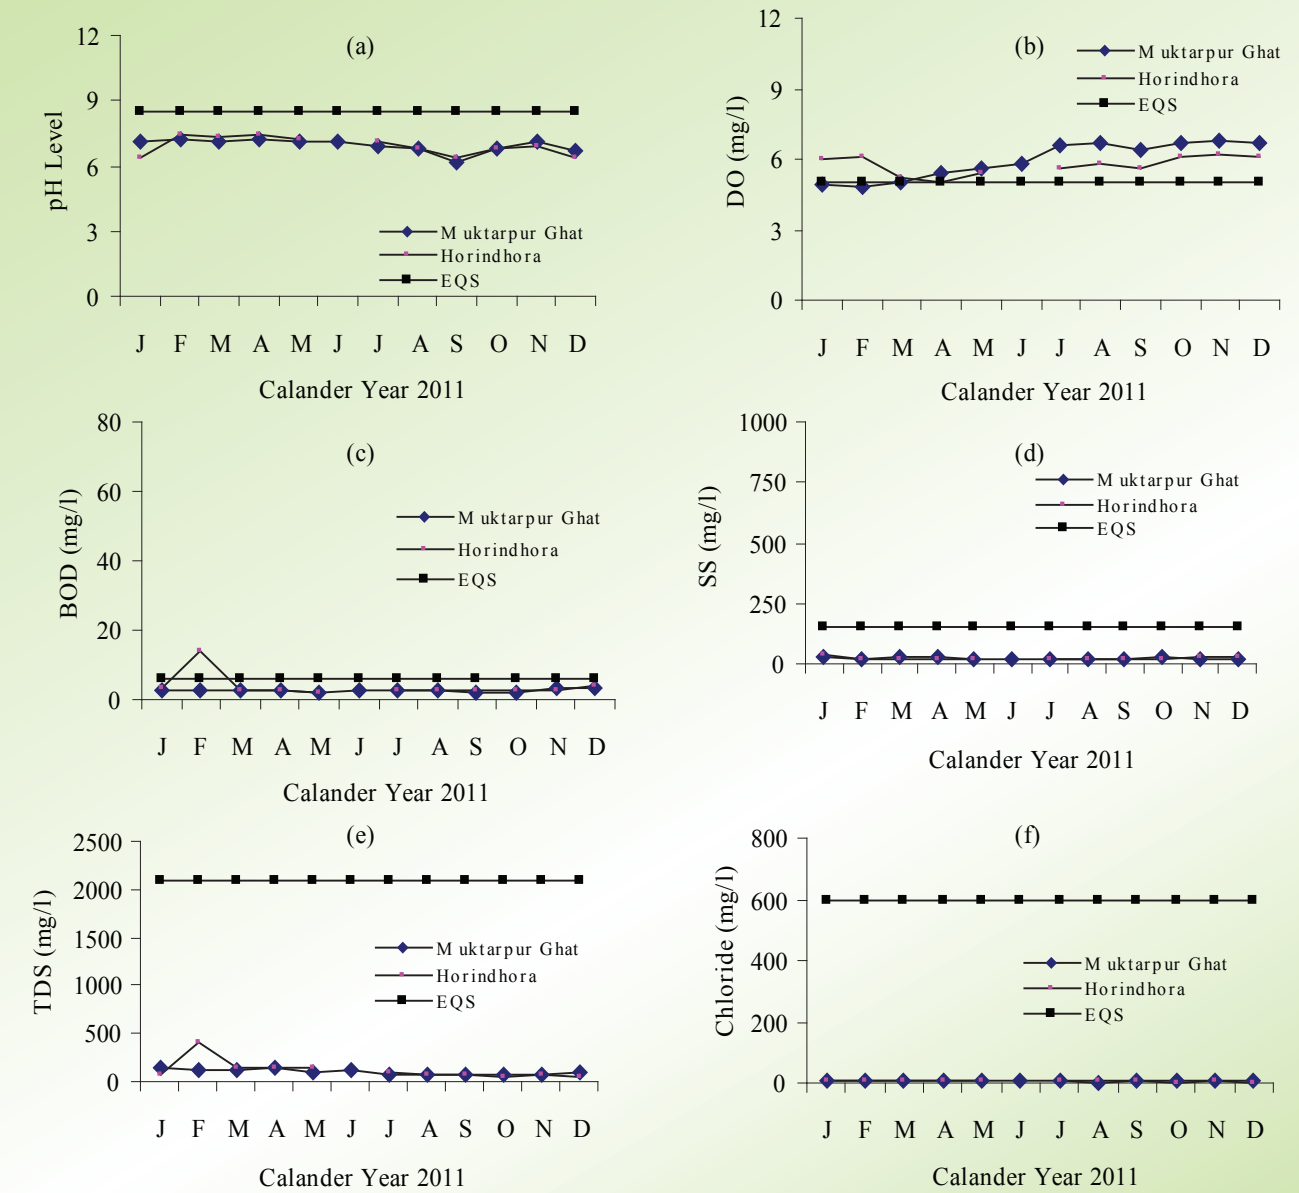 (a)
12
9
6
3
0
pH Level
M uktarpur Ghat
Horindhora
EQS
J F M A M J J A S O N D
Calander Year 2011
(b)
12
9
6
3
0
DO (mg/l)
M uktarpur Ghat
Horindhora
EQS
J F M A M J J A S O N D
Calander Year 2011
(c)
80
60
40
20
0
BOD (mg/l)
M uktarpur Ghat
Horindhora
EQS
J F M A M J J A S O N D
Calander Year 2011
(d)
1000
750
500
250
0
SS (mg/l)
M uktarpur Ghat
Horindhora
EQS
J F M A M J J A S O N D
Calander Year 2011
(e)
2500
2000
1500
1000
500
0
TDS (mg/l)
M uktarpur Ghat
Horindhora
EQS
J F M A M J J A S O N D
Calander Year 2011
(f)
800
600
400
200
0
Chloride (mg/l)
M uktarpur Ghat
Horindhora
EQS
J F M A M J J A S O N D
Calander Year 2011